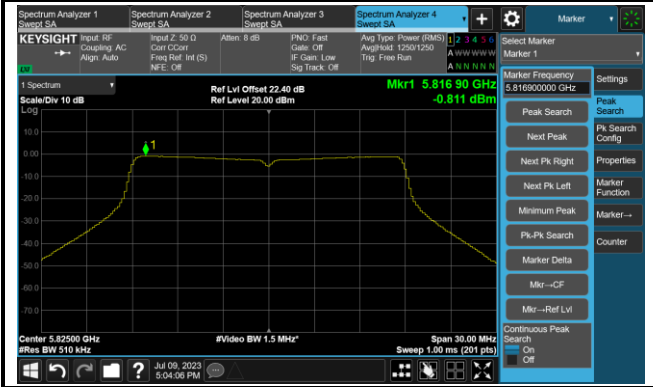 Spectrum Analyzer 1
Swept SA
Spectrum Analyzer 2
Swept SA
Spectrum Analyzer 3
Swept SA
Spectrum Analyzer 4
Swept SA
Marker
KEYSIGHT
Input: RF
Coupling: AC
Align: Auto
Input Z: 50 Ω
Corr CCorr
Freq Ref: Int (S)
NFE: Off
Atten: 8 dB
PNO: Fast
Gate: Off
IF Gain: Low
Sig Track: Off
Avg Type: Power (RMS)
Avg|Hold: 1250/1250
Trig: Free Run
1 2 3 4 5 6
A W W W W W
A N N N N N
Select Marker
Marker 1
1 Spectrum
Scale/Div 10 dB
Log
Ref Lvl Offset 22.40 dB
Ref Level 20.00 dBm
Mkr1 5.816 90 GHz
-0.811 dBm
10.0
0.00
-10.0
-20.0
-30.0
-40.0
-50.0
-60.0
-70.0
1
Center 5.82500 GHz
#Res BW 510 kHz
#Video BW 1.5 MHz*
Span 30.00 MHz
Sweep 1.00 ms (201 pts)
Marker Frequency
5.816900000 GHz
Peak Search
Next Peak
Next Pk Right
Next Pk Left
Minimum Peak
Pk-Pk Search
Marker Delta
Mkr→CF
Mkr→Ref Lvl
Continuous Peak
Search
On
Off
Settings
Peak
Search
Pk Search
Config
Properties
Marker
Function
Marker→
Counter
Jul 09, 2023
5:04:06 PM